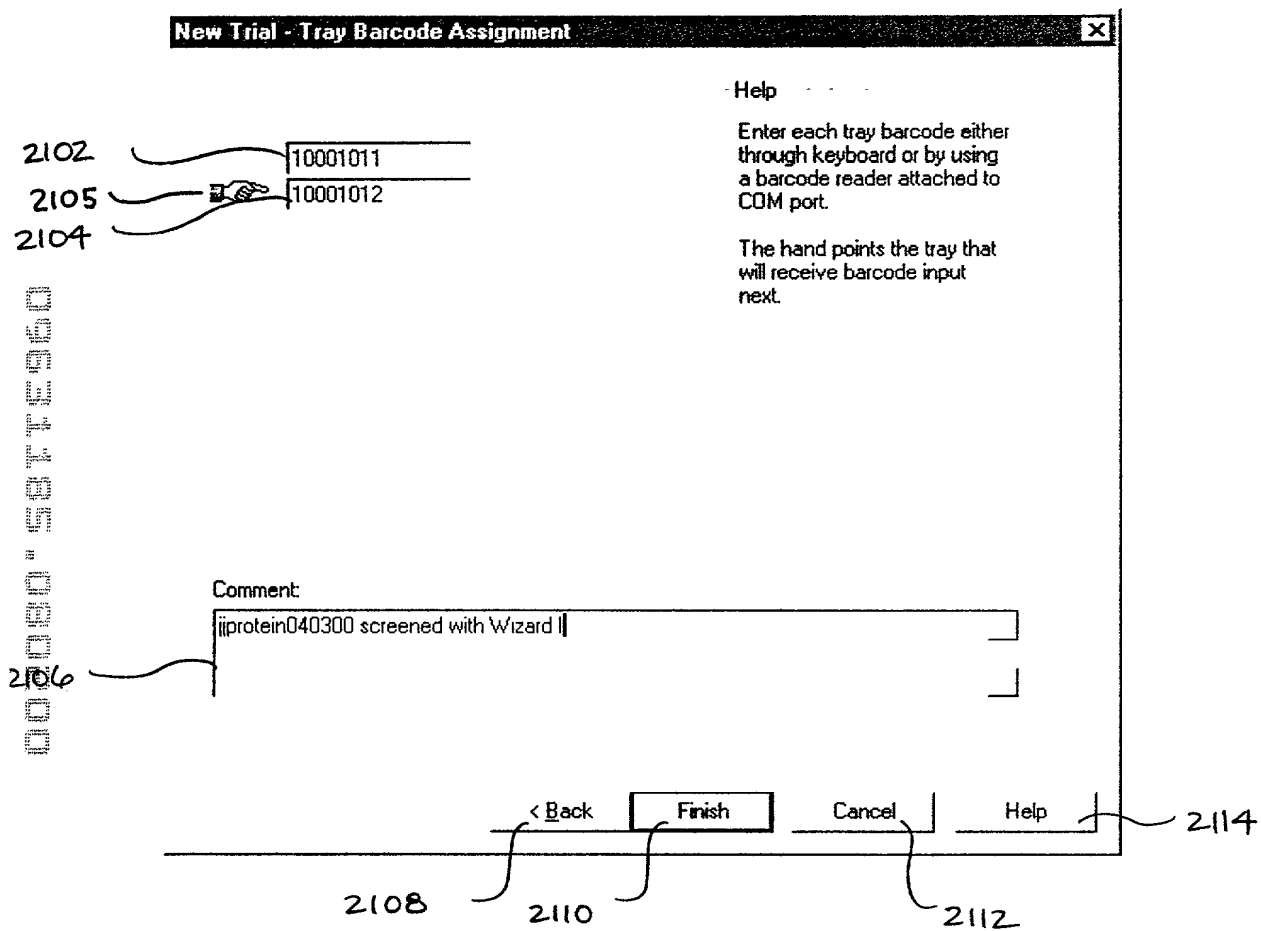 New Trial - Tray Barcode Assignment
Help
Enter each tray barcode either
through keyboard or by using
a barcode reader attached to
COM port.
The hand points the tray that
will receive barcode input
next.
2102
10001011
2105
10001012
2104
09631185.080200
Comment:
jjprotein040300 screened with Wizard I
2106
< Back
Finish
Cancel
Help
2114
2108
2110
2112